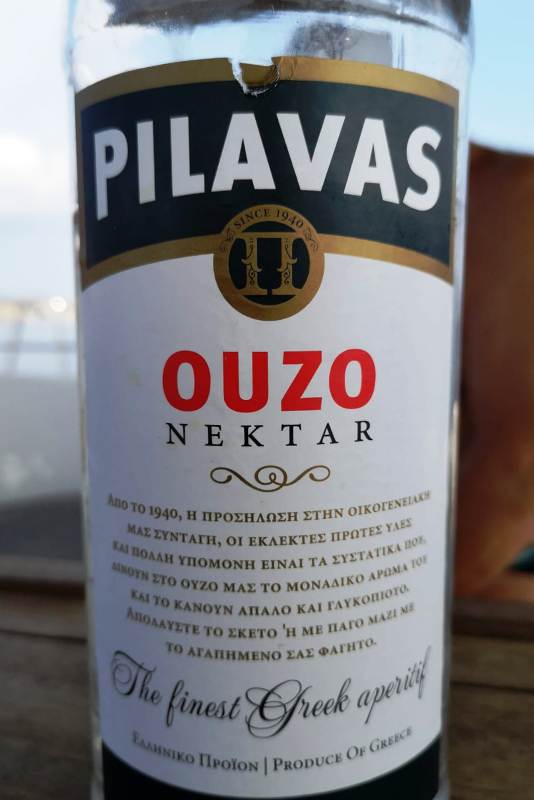 PILAVAS
SINCE 1940
Π
OUZO
NEKTAR
ΑΠΟ ΤΟ 1940, Η ΠΡΟΣΗΛΩΣΗ ΣΤΗΝ ΟΙΚΟΓΕΝΕΙΑΚΗ
ΜΑΣ ΣΥΝΤΑΓΗ, ΟΙ ΕΚΛΕΚΤΕΣ ΠΡΩΤΕΣ ΥΛΕΣ
ΚΑΙ ΠΟΛΛΗ ΥΠΟΜΟΝΗ ΕΙΝΑΙ ΤΑ ΣΥΣΤΑΤΙΚΑ ΠΟΥ
ΔΙΝΟΥΝ ΣΤΟ ΟΥΖΟ ΜΑΣ ΤΟ ΜΟΝΑΔΙΚΟ ΑΡΩΜΑ ΤΟΥ
ΚΑΙ ΤΟ ΚΑΝΟΥΝ ΑΠΑΛΟ ΚΑΙ ΓΛΥΚΟΠΙΟΤΟ.
ΑΠΟΛΑΥΣΤΕ ΤΟ ΣΚΕΤΟ 'Η ΜΕ ΠΑΓΟ ΜΑΖΙ ΜΕ
ΤΟ ΑΓΑΠΗΜΕΝΟ ΣΑΣ ΦΑΓΗΤΟ.
The finest Greek aperitif
ΕΛΛΗΝΙΚΟ ΠΡΟΪΟΝ | PRODUCE OF GREECE